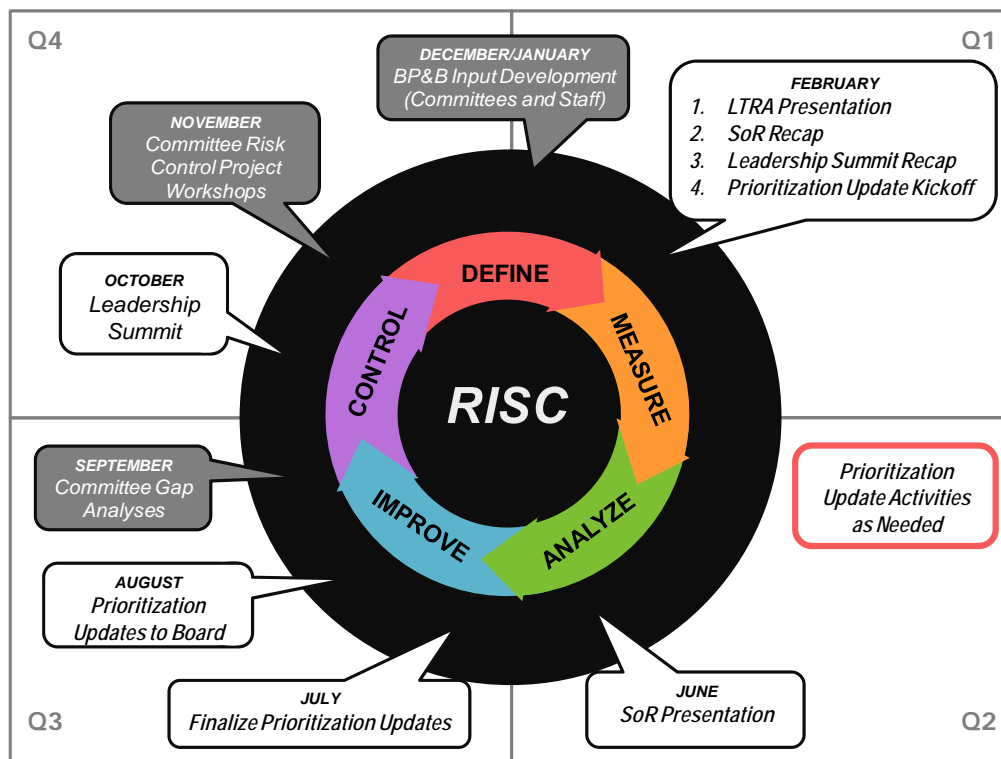 Q4
Q1
DECEMBER/JANUARY
BP&B Input Development
(Committees and Staff)
FEBRUARY
1. LTRA Presentation
2. SoR Recap
3. Leadership Summit Recap
4. Prioritization Update Kickoff
NOVEMBER
Committee Risk
Control Project
Workshops
OCTOBER
Leadership
Summit
DEFINE
MEASURE
ANALYZE
IMPROVE
CONTROL
RISC
SEPTEMBER
Committee Gap
Analyses
Prioritization
Update Activities
as Needed
AUGUST
Prioritization
Updates to Board
JULY
Finalize Prioritization Updates
JUNE
SoR Presentation
Q3
Q2